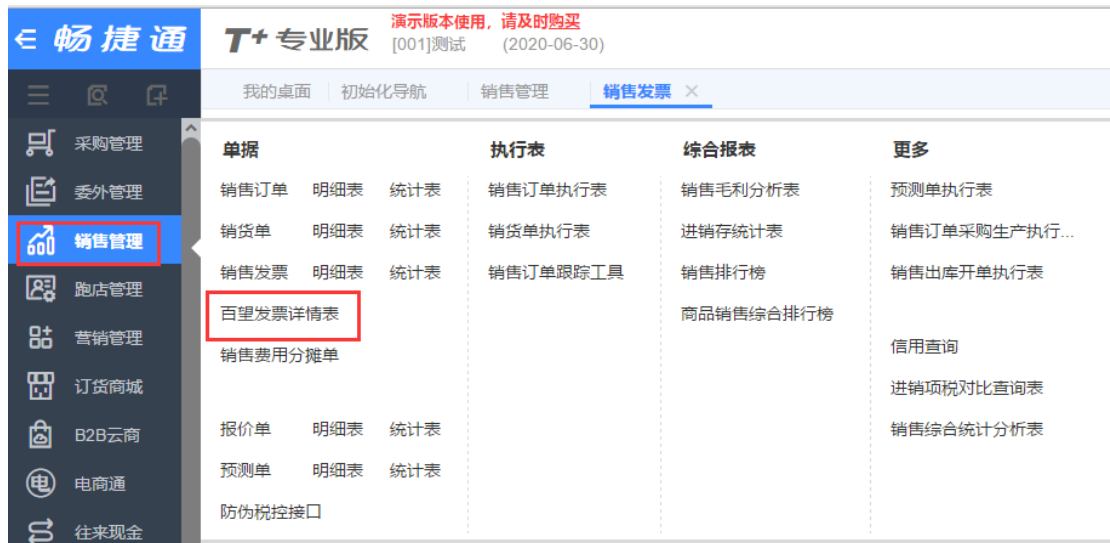 畅捷通
T+ 专业版
演示版本使用，请及时购买
[001]测试 (2020-06-30)
我的桌面 初始化导航 销售管理 销售发票 ×
采购管理
委外管理
销售管理
跑店管理
营销管理
订货商城
B2B云商
电商通
往来现金
单据 执行表 综合报表 更多
销售订单 明细表 统计表 销售订单执行表 销售毛利分析表 预测单执行表
销货单 明细表 统计表 销货单执行表 进销存统计表 销售订单采购生产执行...
销售发票 明细表 统计表 销售订单跟踪工具 销售排行榜 销售出库开单执行表
百望发票详情表 商品销售综合排行榜
信用查询
销售费用分摊单
进销项税对比查询表
报价单 明细表 统计表 销售综合统计分析表
预测单 明细表 统计表
防伪税控接口